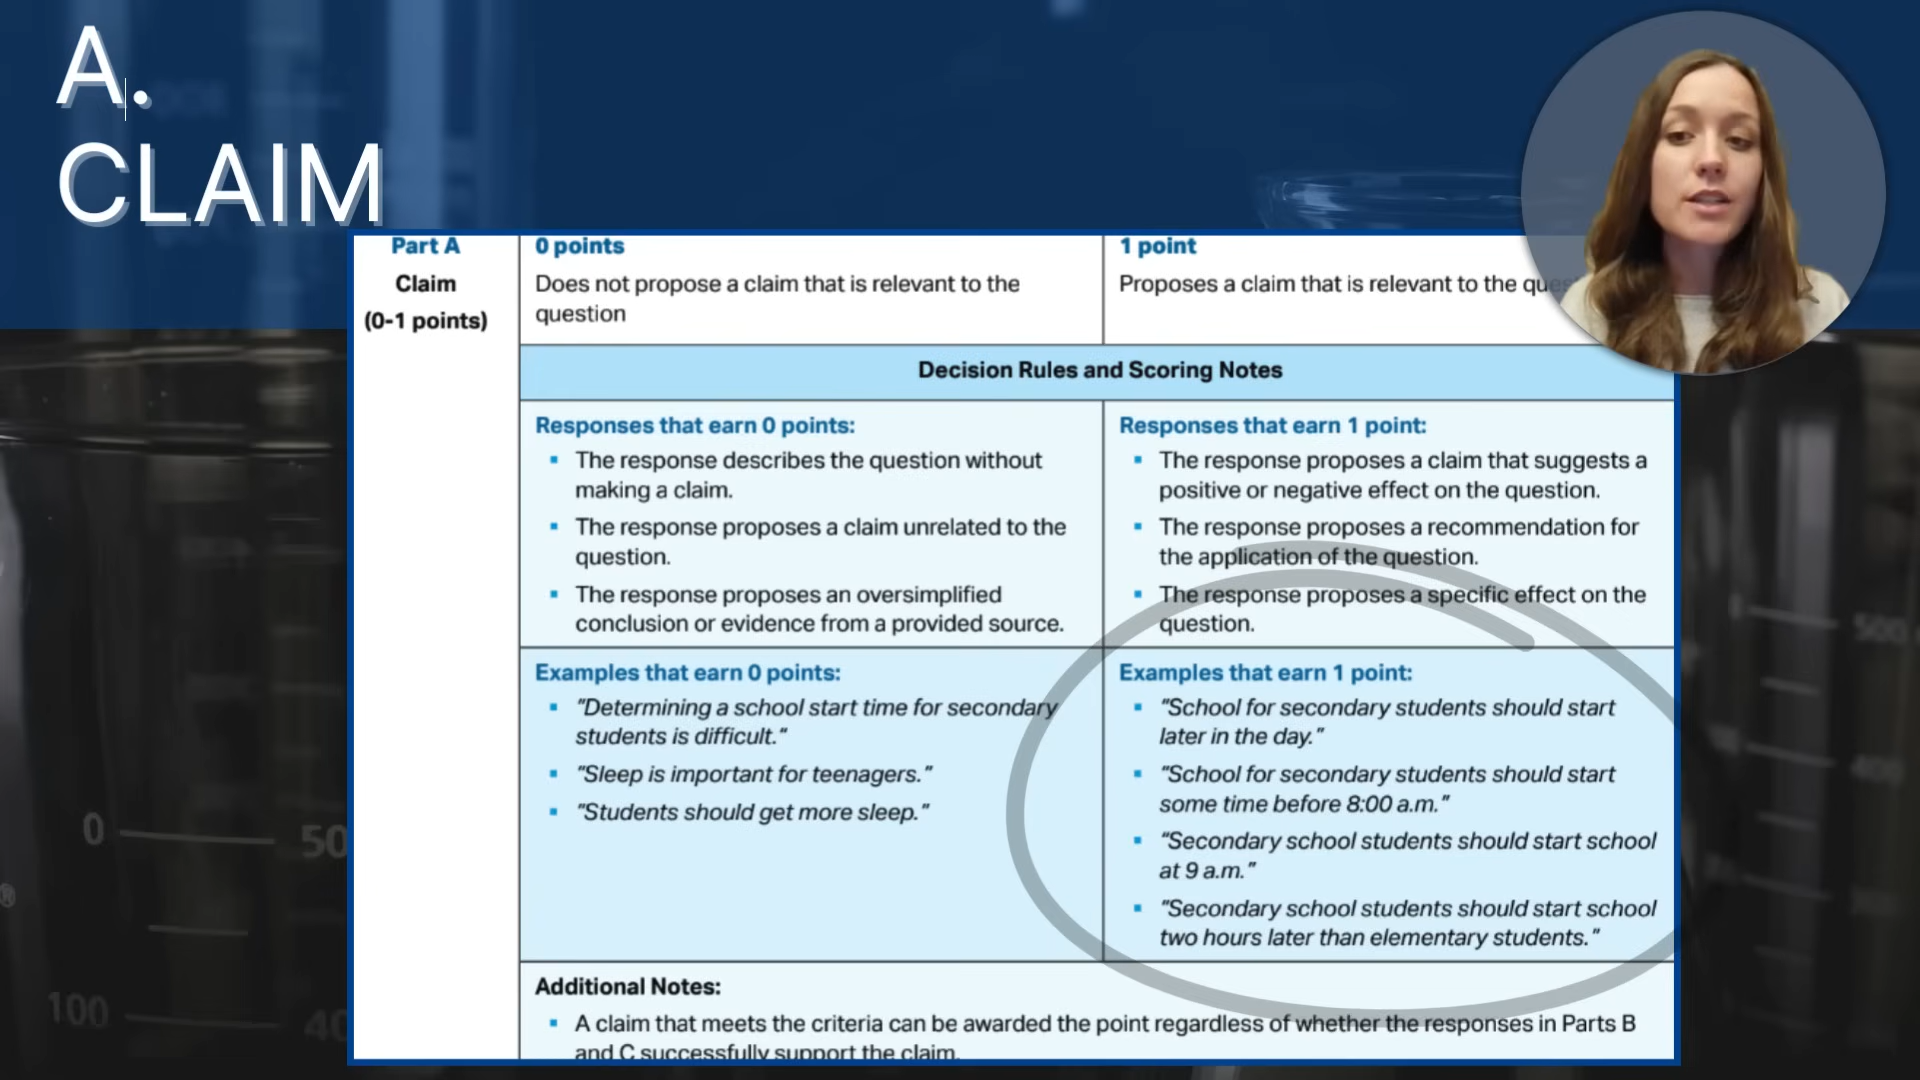 A.
CLAIM
Part A
Claim
(0-1 points)
0 points
Does not propose a claim that is relevant to the
question
1 point
Proposes a claim that is relevant to the
Decision Rules and Scoring Notes
Responses that earn 0 points:
▪ The response describes the question without
making a claim.
▪ The response proposes a claim unrelated to the
question.
▪ The response proposes an oversimplified
conclusion or evidence from a provided source.
Responses that earn 1 point:
▪ The response proposes a claim that suggests a
positive or negative effect on the question.
▪ The response proposes a recommendation for
the application of the question.
▪ The response proposes a specific effect on the
question.
Examples that earn 0 points:
▪ "Determining a school start time for secondary
students is difficult."
▪ "Sleep is important for teenagers."
▪ "Students should get more sleep."
Examples that earn 1 point:
▪ "School for secondary students should start
later in the day."
▪ "School for secondary students should start
some time before 8:00 a.m."
▪ "Secondary school students should start school
at 9 a.m."
▪ "Secondary school students should start school
two hours later than elementary students."
Additional Notes:
▪ A claim that meets the criteria can be awarded the point regardless of whether the responses in Parts B
and C successfully support the claim.
0
50
100
40
®
500
400